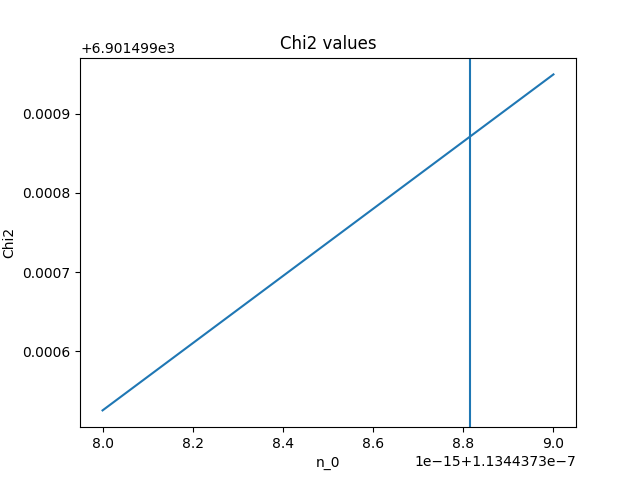 Chi2 values
+6.901499e3
0.0009
0.0008
0.0007
0.0006
Chi2
8.0 8.2 8.4 8.6 8.8 9.0
n_0
1e−15+1.1344373e−7